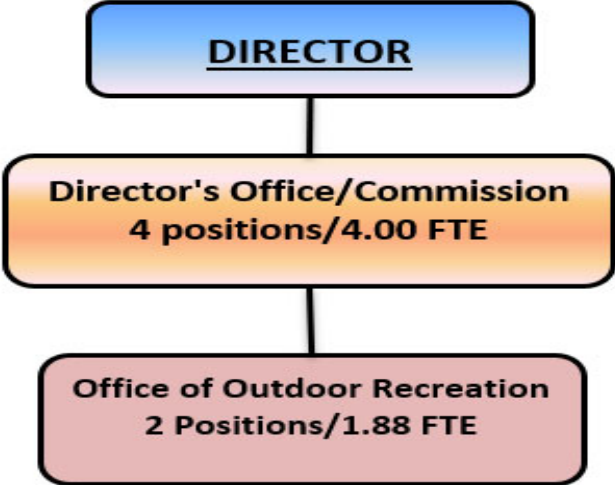 DIRECTOR
Director's Office/Commission
4 positions/4.00 FTE
Office of Outdoor Recreation
2 Positions/1.88 FTE